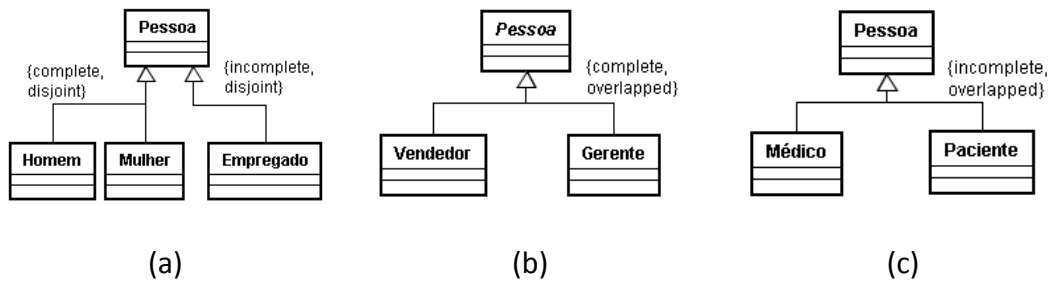 Pessoa
{complete,
disjoint}
{incomplete,
disjoint}
Homem
Mulher
Empregado
(a)
Pessoa
{complete,
overlapped}
Vendedor
Gerente
(b)
Pessoa
{incomplete,
overlapped}
Médico
Paciente
(c)